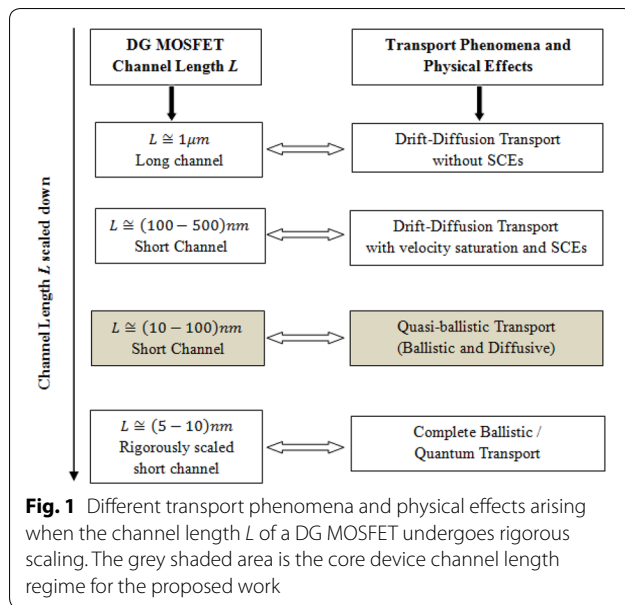 DG MOSFET
Channel Length L
Transport Phenomena and
Physical Effects
Channel Length L scaled down
L ≅ 1μm
Long channel
Drift-Diffusion Transport
without SCEs
L ≅ (100 − 500)nm
Short Channel
Drift-Diffusion Transport
with velocity saturation and SCEs
L ≅ (10 − 100)nm
Short Channel
Quasi-ballistic Transport
(Ballistic and Diffusive)
L ≅ (5 − 10)nm
Rigorously scaled
short channel
Complete Ballistic /
Quantum Transport
Fig. 1 Different transport phenomena and physical effects arising
when the channel length L of a DG MOSFET undergoes rigorous
scaling. The grey shaded area is the core device channel length
regime for the proposed work